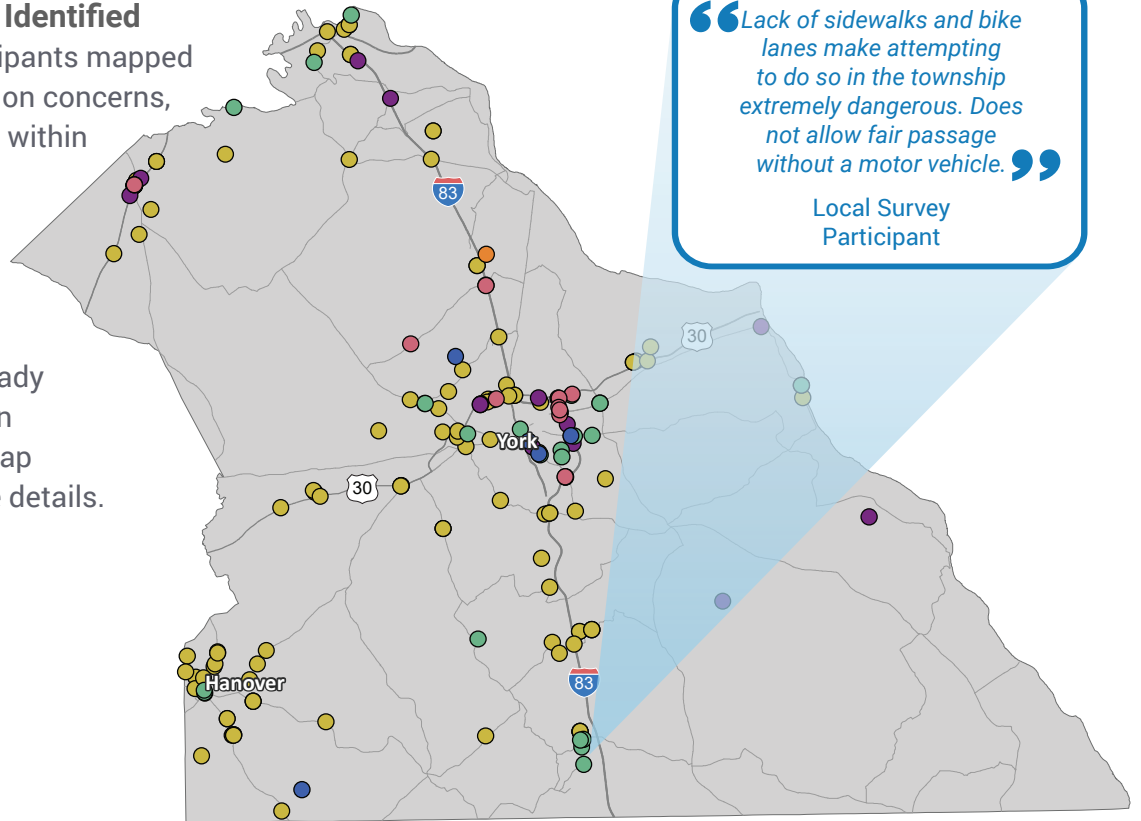 Identified
ipants mapped
on concerns,
within
ady
n
ap
details.
“Lack of sidewalks and bike
lanes make attempting
to do so in the township
extremely dangerous. Does
not allow fair passage
without a motor vehicle.”
Local Survey
Participant
83
30
York
30
Hanover
83